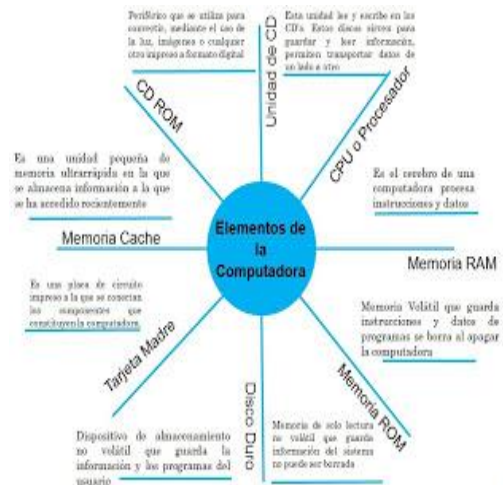 Periférico que se utiliza para
convertir, mediante el uso de
la luz, imágenes o cualquier
otro impreso a formato digital
Unidad de CD
Esta unidad lee y escribe en los
CD's. Estos discos sirven para
guardar y leer información,
permiten transportar datos de
un lado a otro
CD ROM
CPU o Procesador
Es una unidad pequeña de
memoria ultrarrápida en la que
se almacena información a la que
se ha accedido recientemente
Es el cerebro de una
computadora procesa
instrucciones y datos
Elementos de
la
Computadora
Memoria Cache
Memoria RAM
Es una placa de circuito
impreso a la que se conectan
los componentes que
constituyen la computadora
Memoria Volátil que guarda
instrucciones y datos de
programas se borra al apagar
la computadora
Tarjeta Madre
Disco Duro
Memoria ROM
Dispositivo de almacenamiento
no volátil que guarda la
información y los programas del
usuario
Memoria de solo lectura
no volátil que guarda
información del sistema
no puede ser borrada